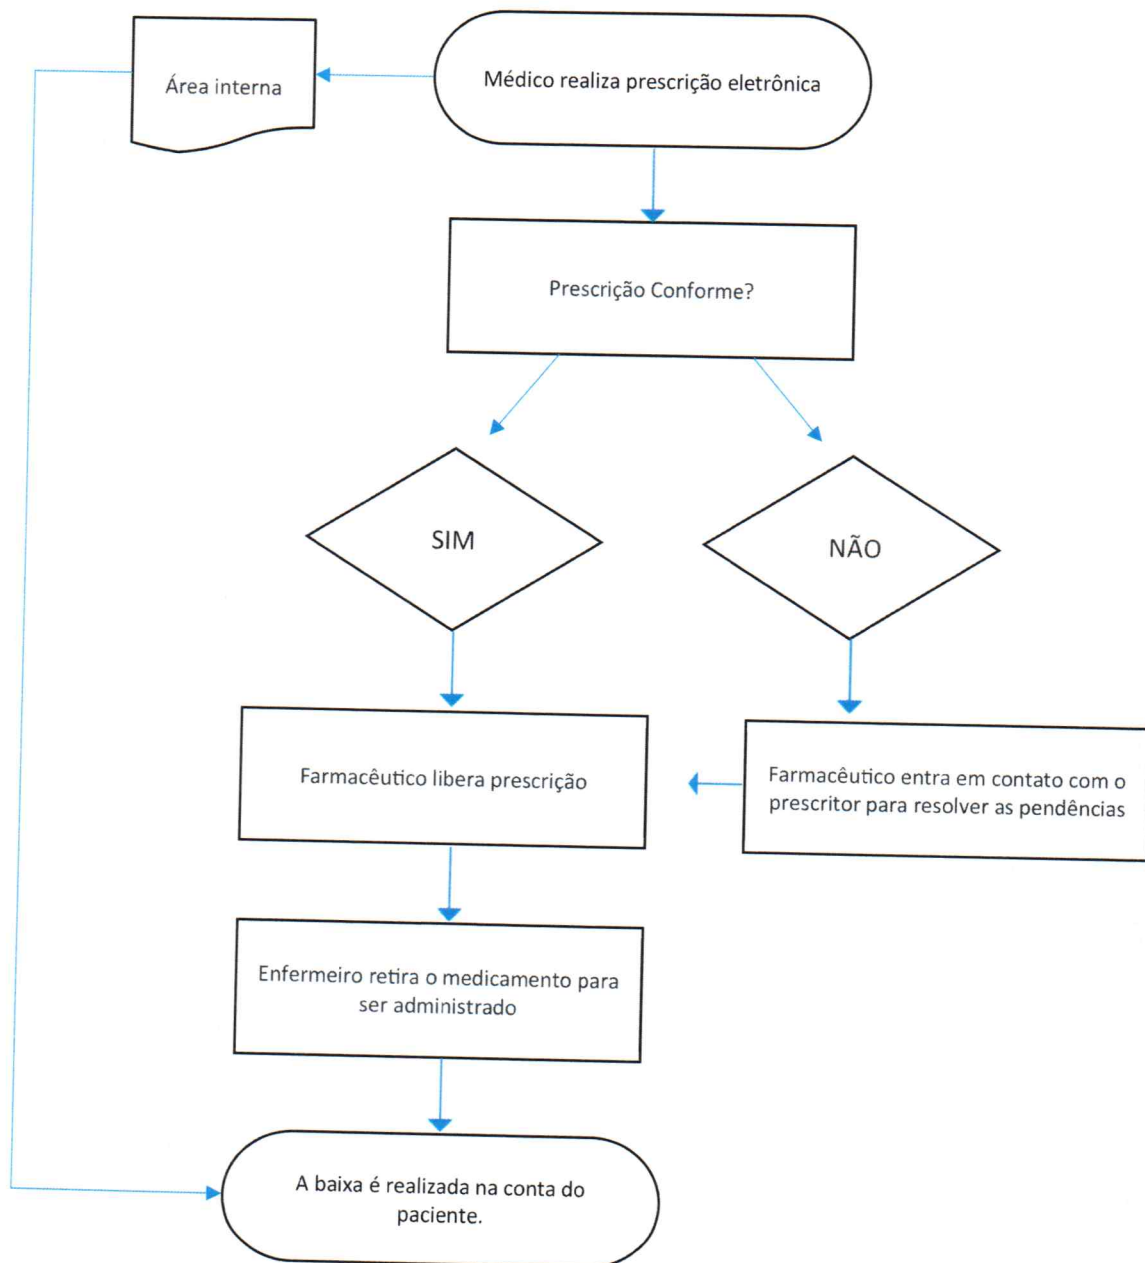 Área interna
Médico realiza prescrição eletrônica
Prescrição Conforme?
SIM
NÃO
Farmacêutico libera prescrição
Farmacêutico entra em contato com o
prescritor para resolver as pendências
Enfermeiro retira o medicamento para
ser administrado
A baixa é realizada na conta do
paciente.